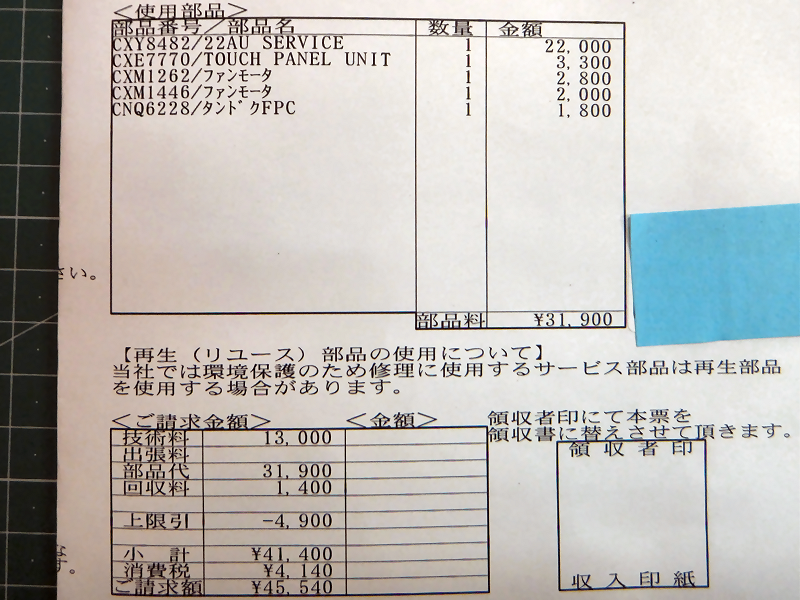 ＜使用部品＞
部品番号／部品名 数量 金額
CXY8482/22AU SERVICE 1 22,000
CXE7770/TOUCH PANEL UNIT 1 3,300
CXM1262/ﾌｧﾝﾓｰﾀ 1 2,800
CXM1446/ﾌｧﾝﾓｰﾀ 1 2,000
CNQ6228/ﾀﾝﾄﾞｸFPC 1 1,800
さい。
部品料 ¥31,900
【再生（リユース）部品の使用について】
当社では環境保護のため修理に使用するサービス部品は再生部品
を使用する場合があります。
＜ご請求金額＞ ＜金額＞
領収者印にて本票を
領収書に替えさせて頂きます。
技術料 13,000
出張料
部品代 31,900
回収料 1,400
上限引 -4,900
小 計 ¥41,400
消費税 ¥4,140
ご請求額 ¥45,540
領収者印
収入印紙
す。